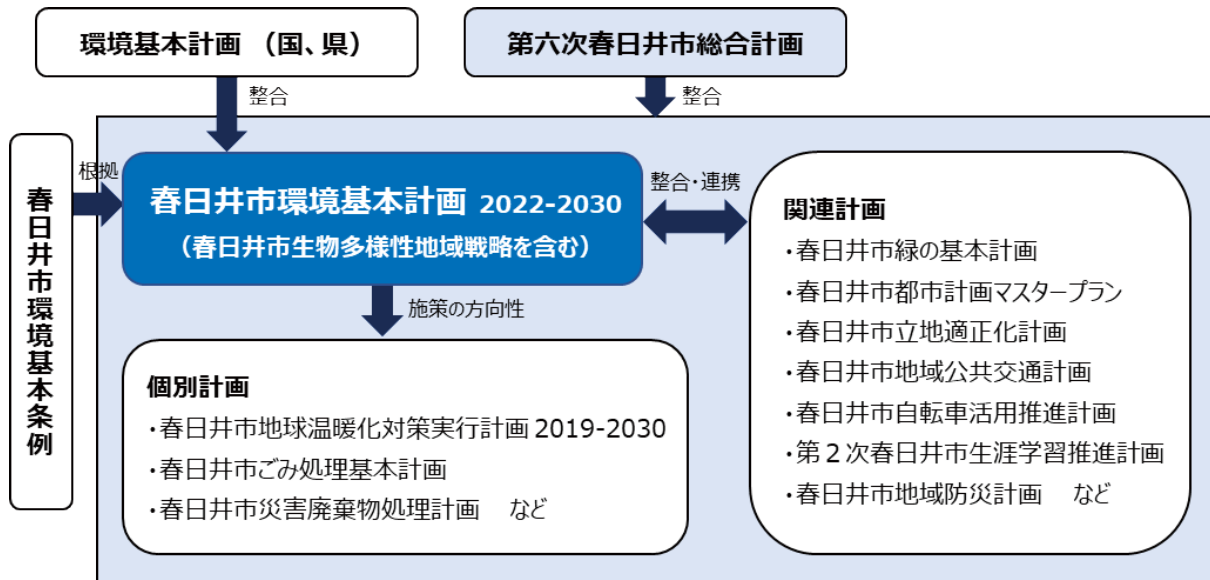 環境基本計画 （国、県）
第六次春日井市総合計画
整合
整合
春日井市環境基本条例
根拠
春日井市環境基本計画 2022-2030
（春日井市生物多様性地域戦略を含む）
整合・連携
施策の方向性
個別計画
・春日井市地球温暖化対策実行計画 2019-2030
・春日井市ごみ処理基本計画
・春日井市災害廃棄物処理計画　など
関連計画
・春日井市緑の基本計画
・春日井市都市計画マスタープラン
・春日井市立地適正化計画
・春日井市地域公共交通計画
・春日井市自転車活用推進計画
・第２次春日井市生涯学習推進計画
・春日井市地域防災計画　など